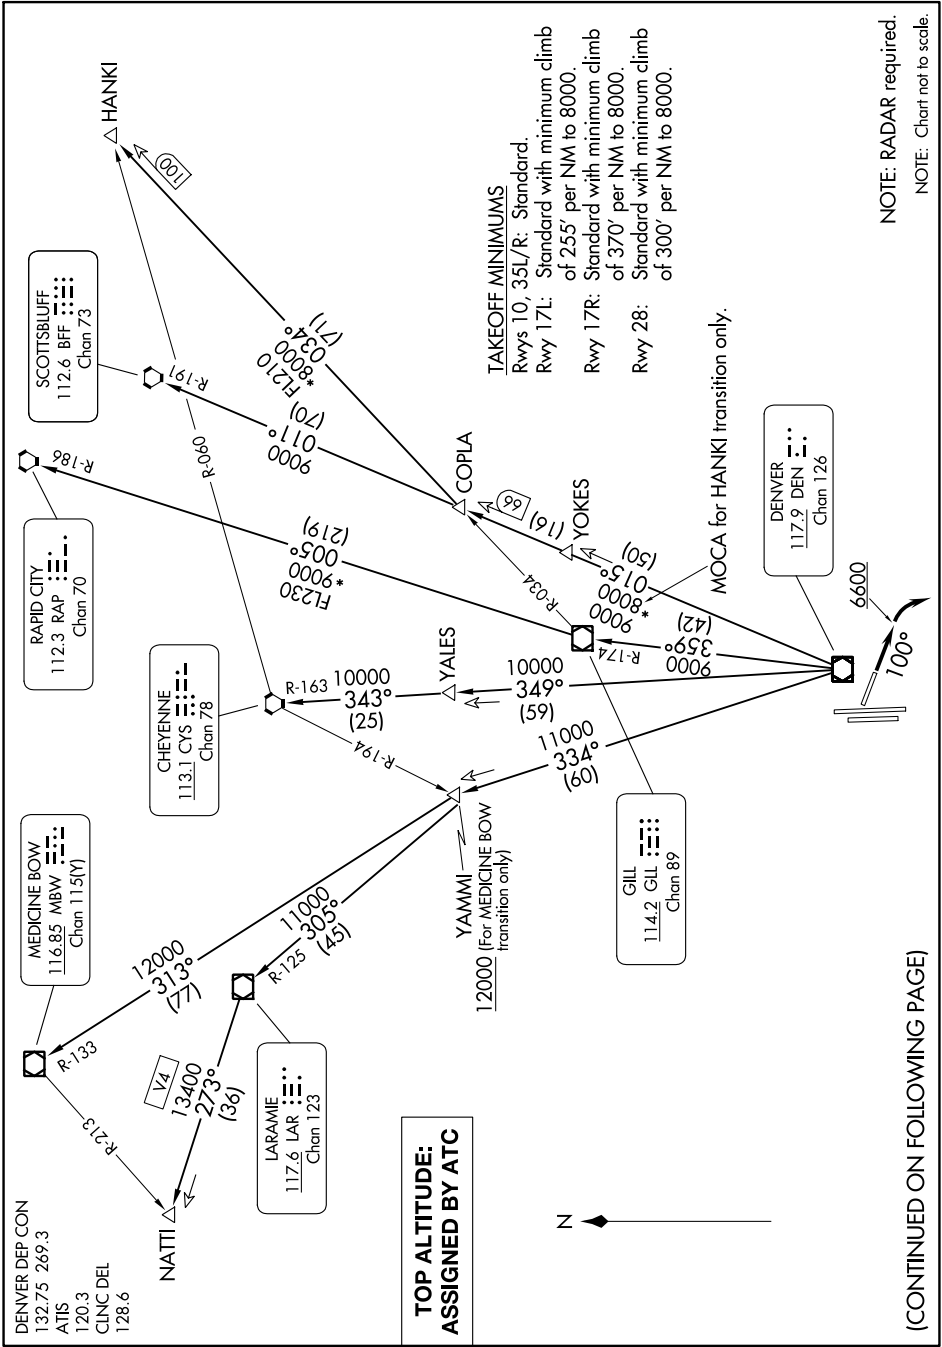 DENVER DEP CON
132.75 269.3
ATIS
120.3
CLNC DEL
128.6
NATTI
R-213
V4
13400
273°
(36)
MEDICINE BOW
116.85 MBW
Chan 115(Y)
R-133
12000
313°
(77)
LARAMIE
117.6 LAR
Chan 123
R-125
11000
305°
(45)
CHEYENNE
113.1 CYS
Chan 78
R-163
R-194
R-060
10000
343°
(25)
YALES
YAMMI
12000 (For MEDICINE BOW
transition only)
11000
334°
(60)
10000
349°
(59)
RAPID CITY
112.3 RAP
Chan 70
R-186
FL230
*9000
005°
(219)
SCOTTSBLUFF
112.6 BFF
Chan 73
R-191
9000
011°
(70)
HANKI
100
FL210
*8000
034°
(71)
COPLA
66
(16)
YOKES
R-034
9000
*8000
015°
(50)
MOCA for HANKI transition only.
R-174
9000
359°
(42)
GILL
114.2 GLL
Chan 89
DENVER
117.9 DEN
Chan 126
6600
100°
TAKEOFF MINIMUMS
Rwys 10, 35L/R: Standard.
Rwy 17L: Standard with minimum climb
of 255' per NM to 8000.
Rwy 17R: Standard with minimum climb
of 370' per NM to 8000.
Rwy 28: Standard with minimum climb
of 300' per NM to 8000.
TOP ALTITUDE:
ASSIGNED BY ATC
N
NOTE: RADAR required.
NOTE: Chart not to scale.
(CONTINUED ON FOLLOWING PAGE)